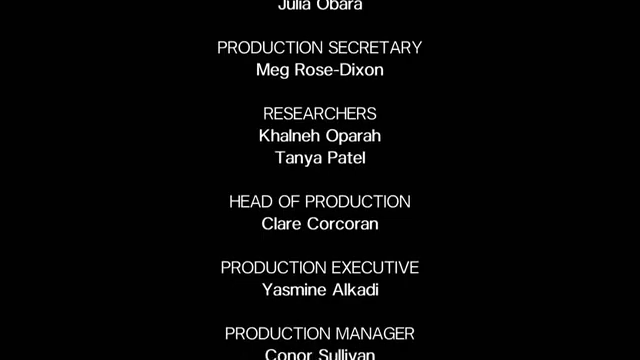 Julia Obara
PRODUCTION SECRETARY
Meg Rose-Dixon
RESEARCHERS
Khalneh Oparah
Tanya Patel
HEAD OF PRODUCTION
Clare Corcoran
PRODUCTION EXECUTIVE
Yasmine Alkadi
PRODUCTION MANAGER
Conor Sullivan